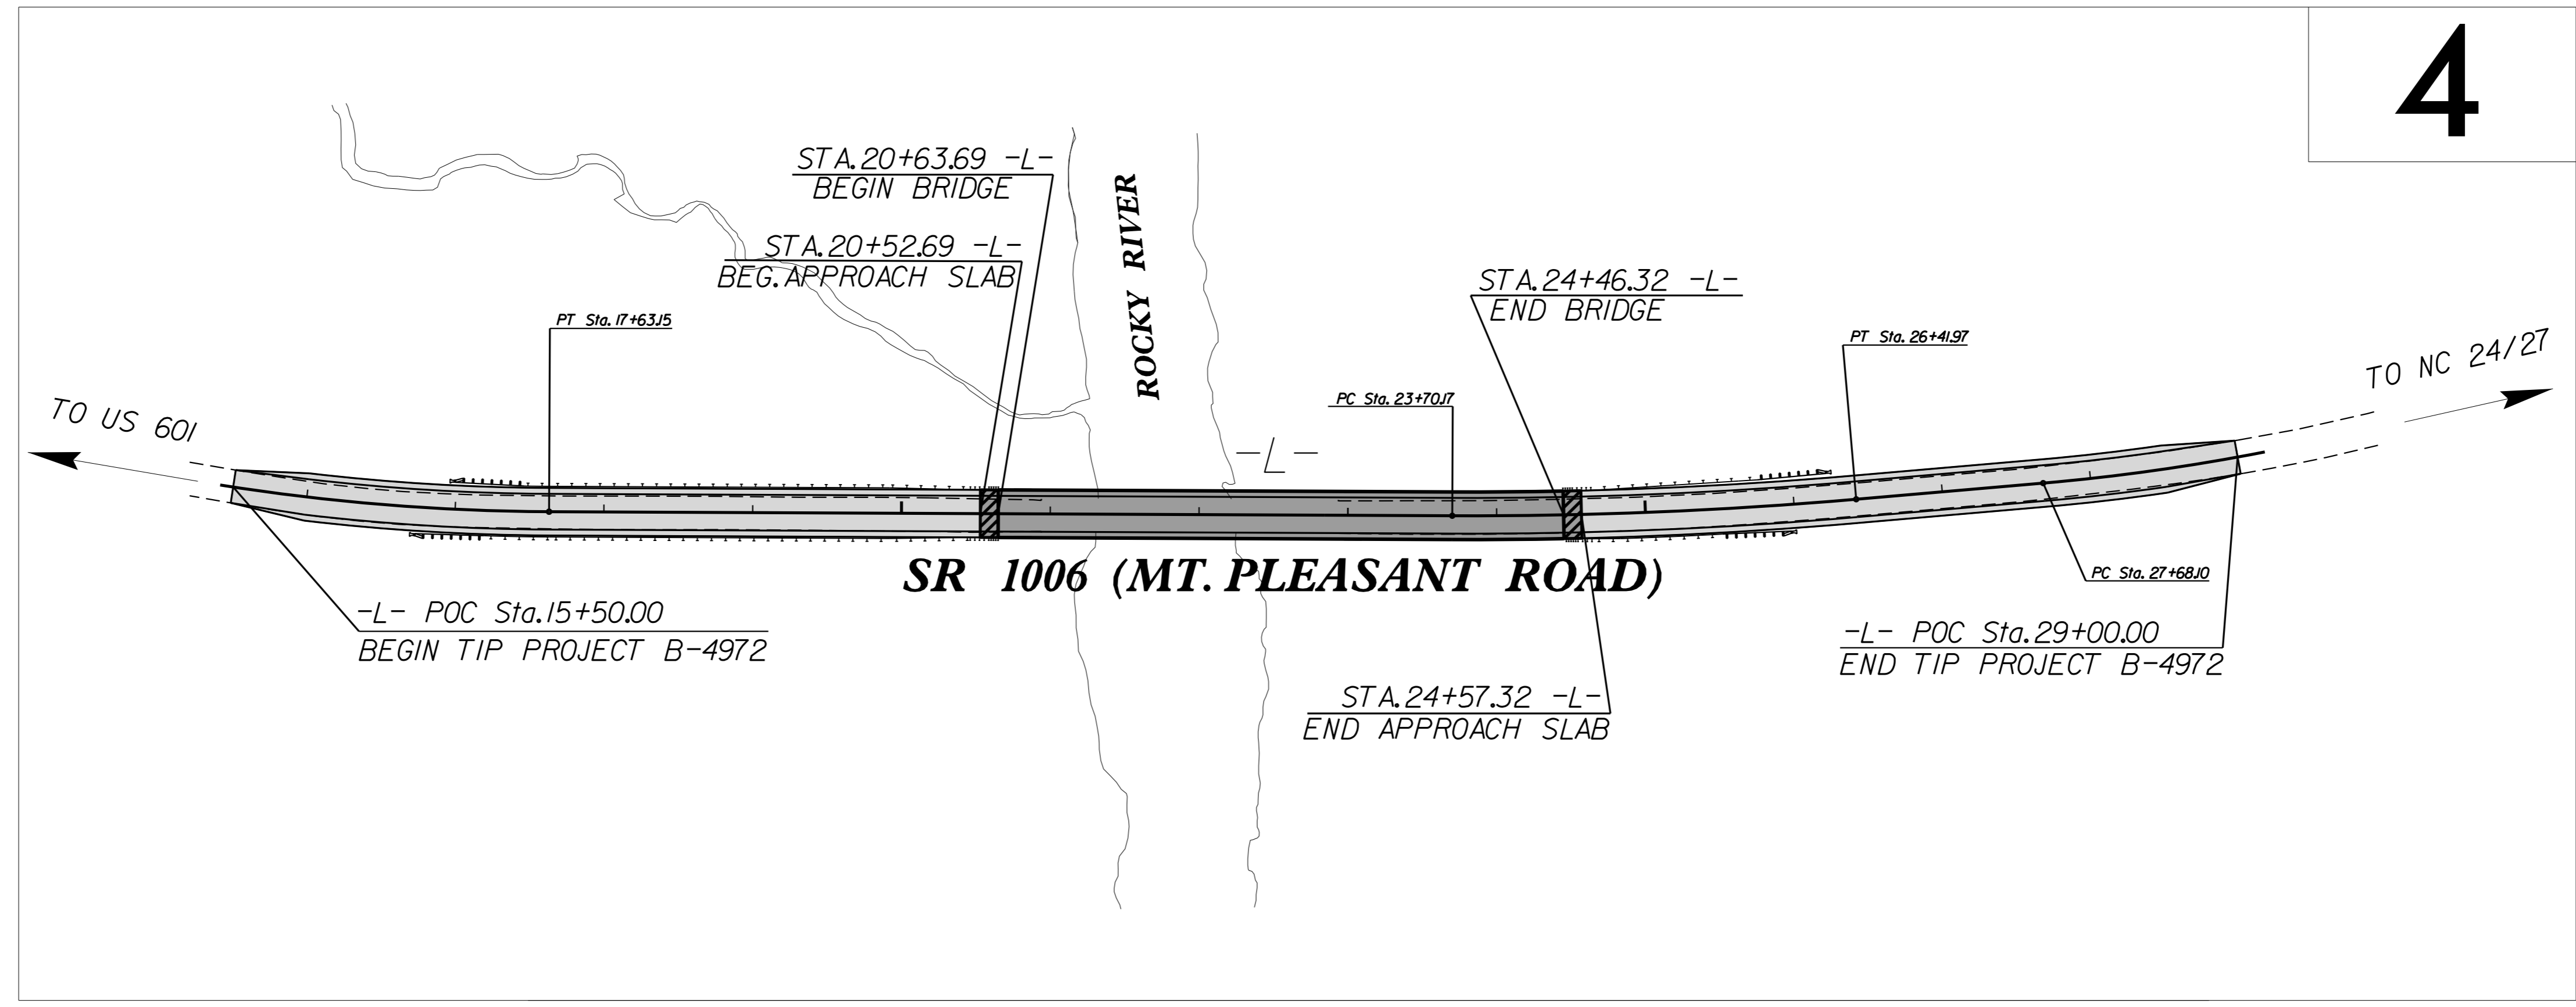 4
STA.20+63.69 -L-
BEGIN BRIDGE
STA.20+52.69 -L-
BEG. APPROACH SLAB
ROCKY RIVER
STA.24+46.32 -L-
END BRIDGE
PT Sta. 17+63.15
PT Sta. 26+41.97
TO NC 24/27
PC Sta. 23+70.17
TO US 601
-L-
SR 1006 (MT. PLEASANT ROAD)
PC Sta. 27+68.10
-L- POC Sta.15+50.00
BEGIN TIP PROJECT B-4972
-L- POC Sta.29+00.00
END TIP PROJECT B-4972
STA.24+57.32 -L-
END APPROACH SLAB